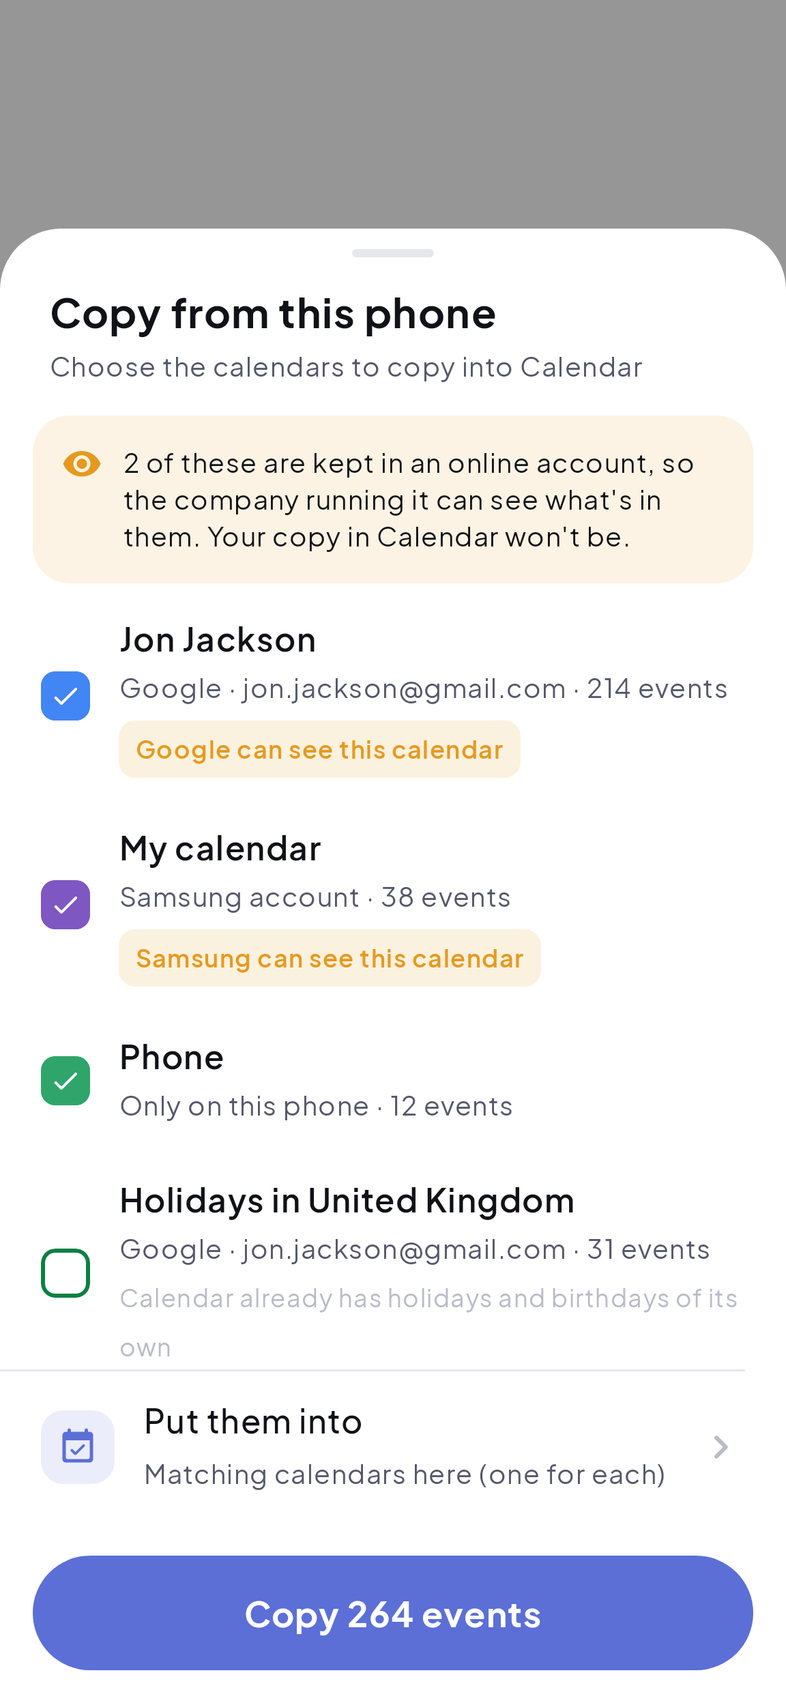 Copy from this phone
Choose the calendars to copy into Calendar
2 of these are kept in an online account, so
the company running it can see what's in
them. Your copy in Calendar won't be.
Jon Jackson
Google · jon.jackson@gmail.com · 214 events
Google can see this calendar
My calendar
Samsung account · 38 events
Samsung can see this calendar
Phone
Only on this phone · 12 events
Holidays in United Kingdom
Google · jon.jackson@gmail.com · 31 events
Calendar already has holidays and birthdays of its
own
Put them into
Matching calendars here (one for each)
Copy 264 events